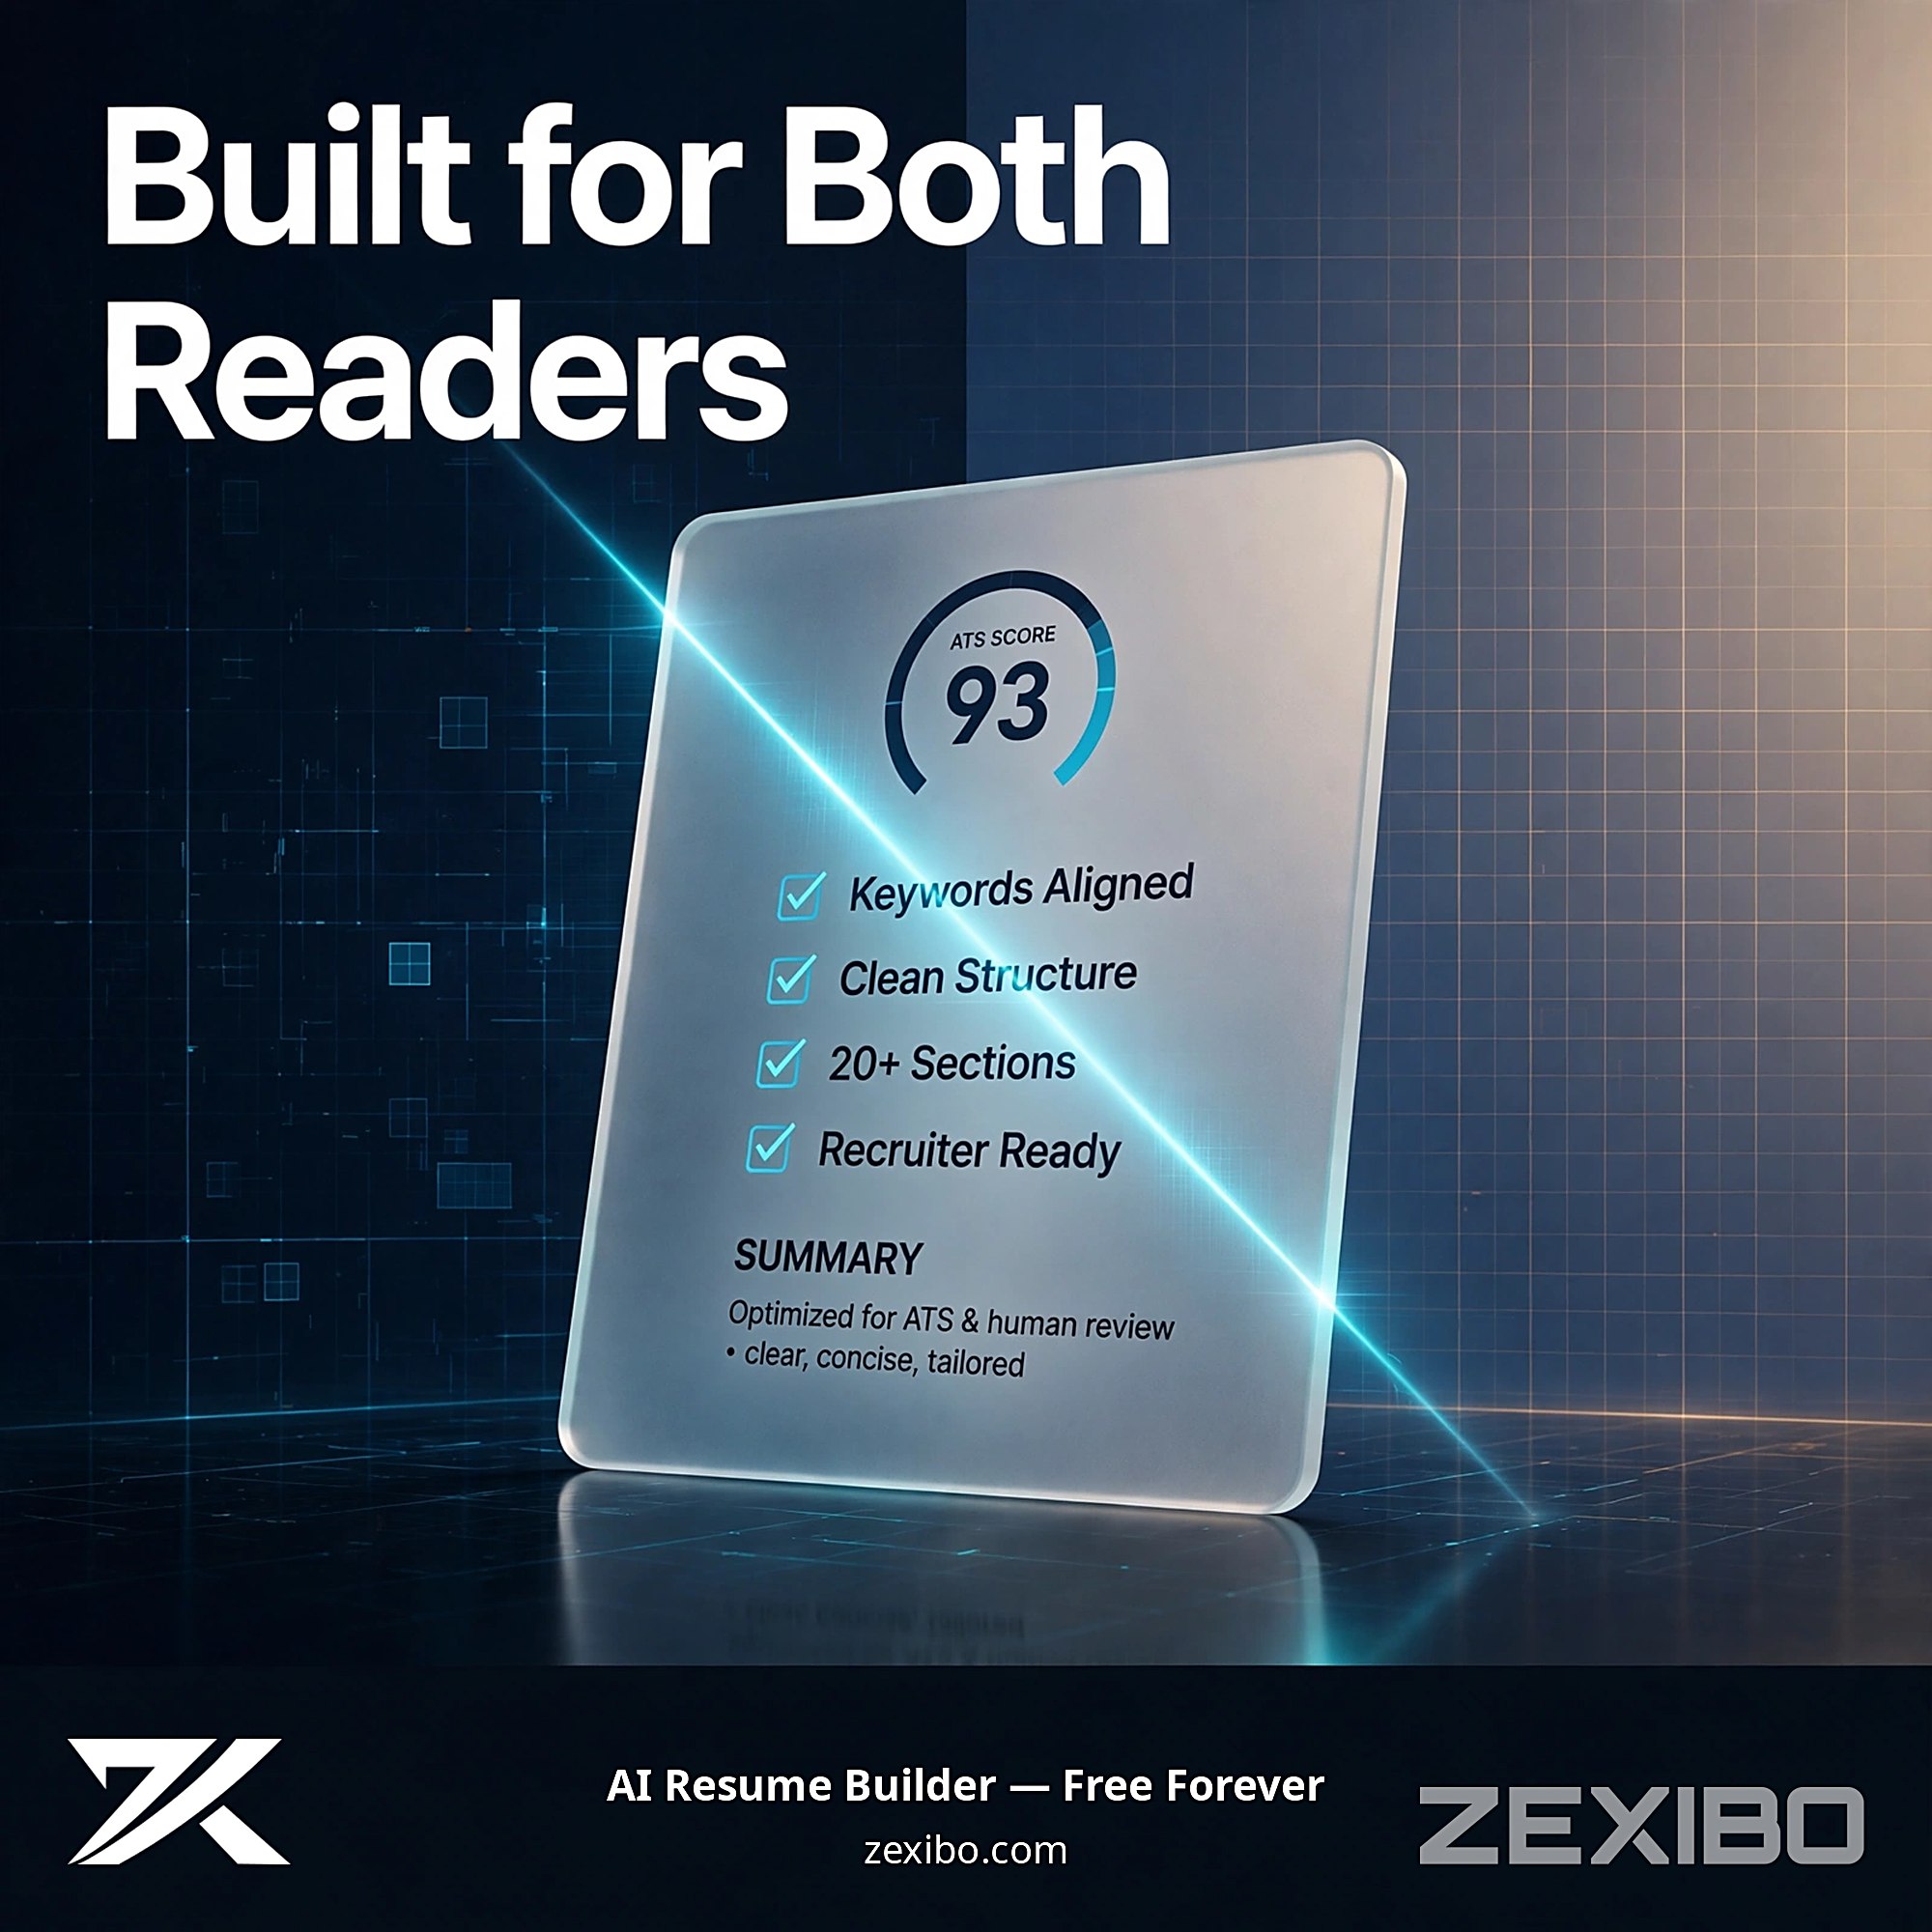 Built for Both
Readers
ATS SCORE
93
Keywords Aligned
Clean Structure
20+ Sections
Recruiter Ready
SUMMARY
Optimized for ATS & human review
• clear, concise, tailored
AI Resume Builder — Free Forever
zexibo.com
ZEXIBO